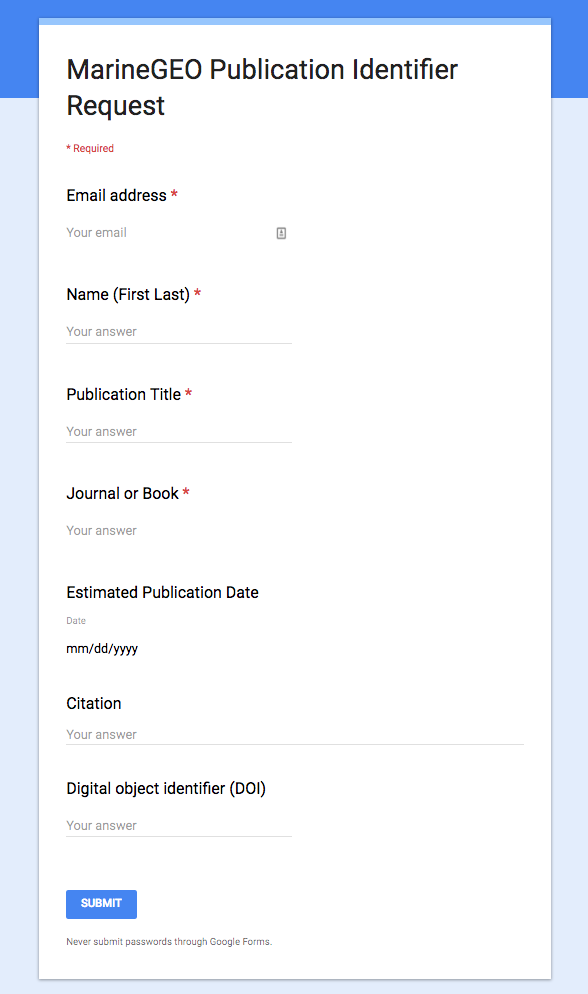 MarineGEO Publication Identifier
Request
* Required
Email address *
Your email
Name (First Last) *
Your answer
Publication Title *
Your answer
Journal or Book *
Your answer
Estimated Publication Date
Date
mm/dd/yyyy
Citation
Your answer
Digital object identifier (DOI)
Your answer
SUBMIT
Never submit passwords through Google Forms.